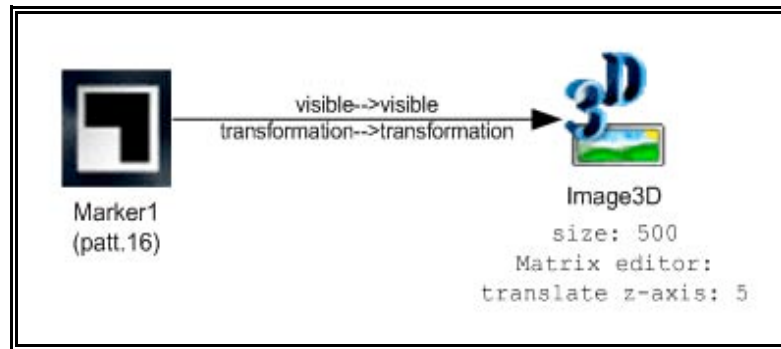 visible-->visible
transformation-->transformation
Marker1
(patt.16)
3D
Image3D
size: 500
Matrix editor:
translate z-axis: 5